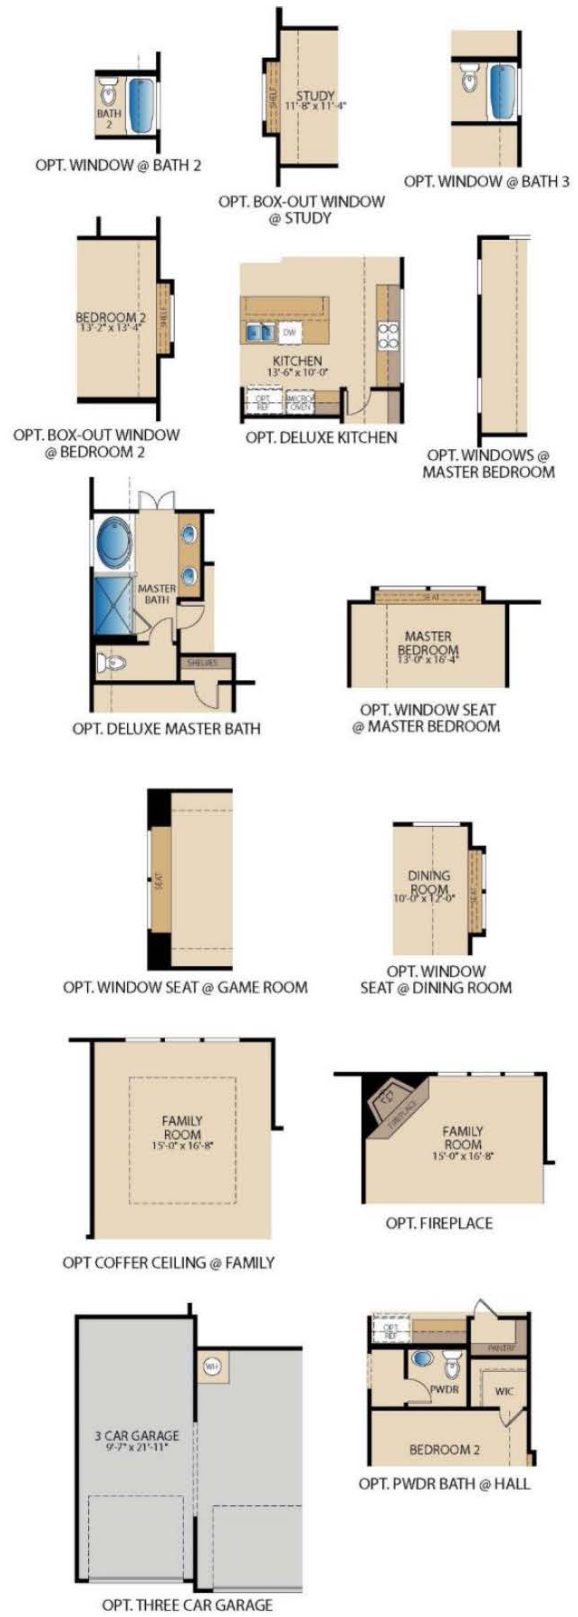 BATH
2
OPT. WINDOW @ BATH 2
SHELF
STUDY
11'-8" x 11'-4"
OPT. BOX-OUT WINDOW
@ STUDY
OPT. WINDOW @ BATH 3
BEDROOM 2
13'-2" x 13'-4"
SHELF
OPT. BOX-OUT WINDOW
@ BEDROOM 2
DW
KITCHEN
13'-6" x 10'-0"
OPT.
REF
MICRO
OVEN
OPT. DELUXE KITCHEN
OPT. WINDOWS @
MASTER BEDROOM
MASTER
BATH
SHELVES
OPT. DELUXE MASTER BATH
SEAT
MASTER
BEDROOM
13'-0" x 16'-4"
OPT. WINDOW SEAT
@ MASTER BEDROOM
SEAT
OPT. WINDOW SEAT @ GAME ROOM
DINING
ROOM
10'-0" x 12'-0"
SEAT
OPT. WINDOW
SEAT @ DINING ROOM
FAMILY
ROOM
15'-0" x 16'-8"
OPT COFFER CEILING @ FAMILY
FIREPLACE
FAMILY
ROOM
15'-0" x 16'-8"
OPT. FIREPLACE
WH
3 CAR GARAGE
9'-7" x 21'-11"
OPT. THREE CAR GARAGE
OPT.
REF
PANTRY
PWDR
WIC
BEDROOM 2
OPT. PWDR BATH @ HALL